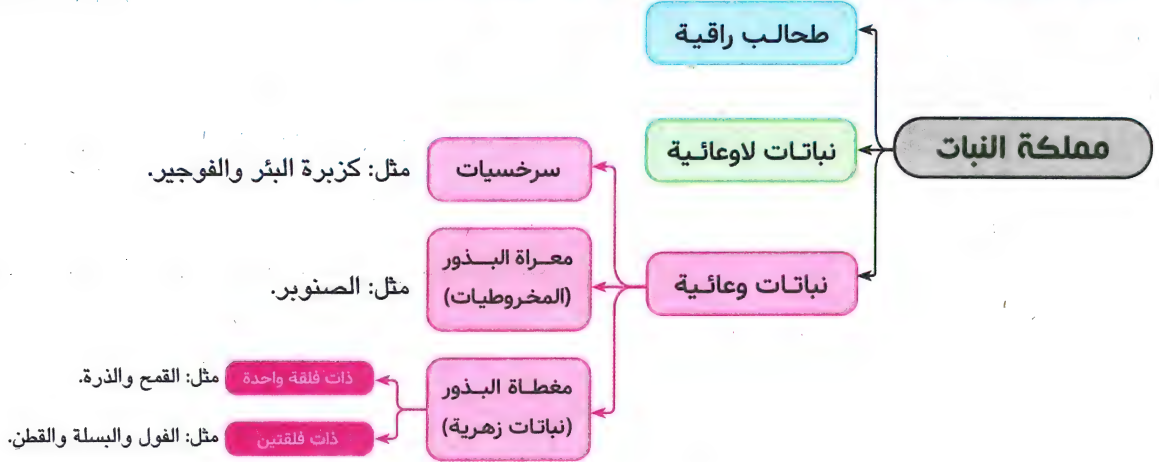 مملكة النبات
طحالب راقية
نباتات لاوعائية
نباتات وعائية
سرخسيات
مثل: كزبرة البئر والفوجير.
معراة البذور
(المخروطيات)
مثل: الصنوبر.
مغطاة البذور
(نباتات زهرية)
ذات فلقة واحدة
مثل: القمح والذرة.
ذات فلقتين
مثل: الفول والبسلة والقطن.